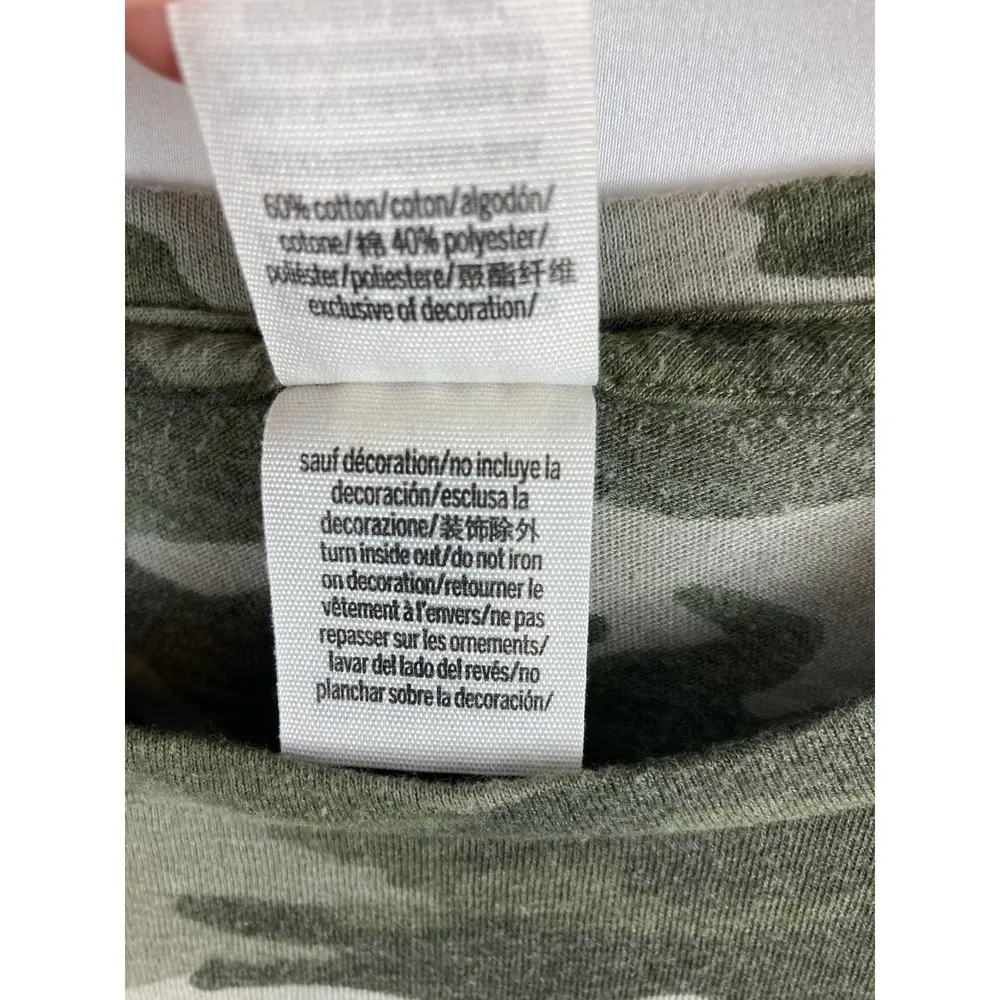 60% cotton/coton/algodón/
cotone/棉 40% polyester/
poliéster/poliestere/聚酯纤维
exclusive of decoration/
sauf décoration/no incluye la
decoración/esclusa la
decorazione/装饰除外
turn inside out/do not iron
on decoration/retourner le
vêtement à l'envers/ne pas
repasser sur les ornements/
lavar del lado del revés/no
planchar sobre la decoración/